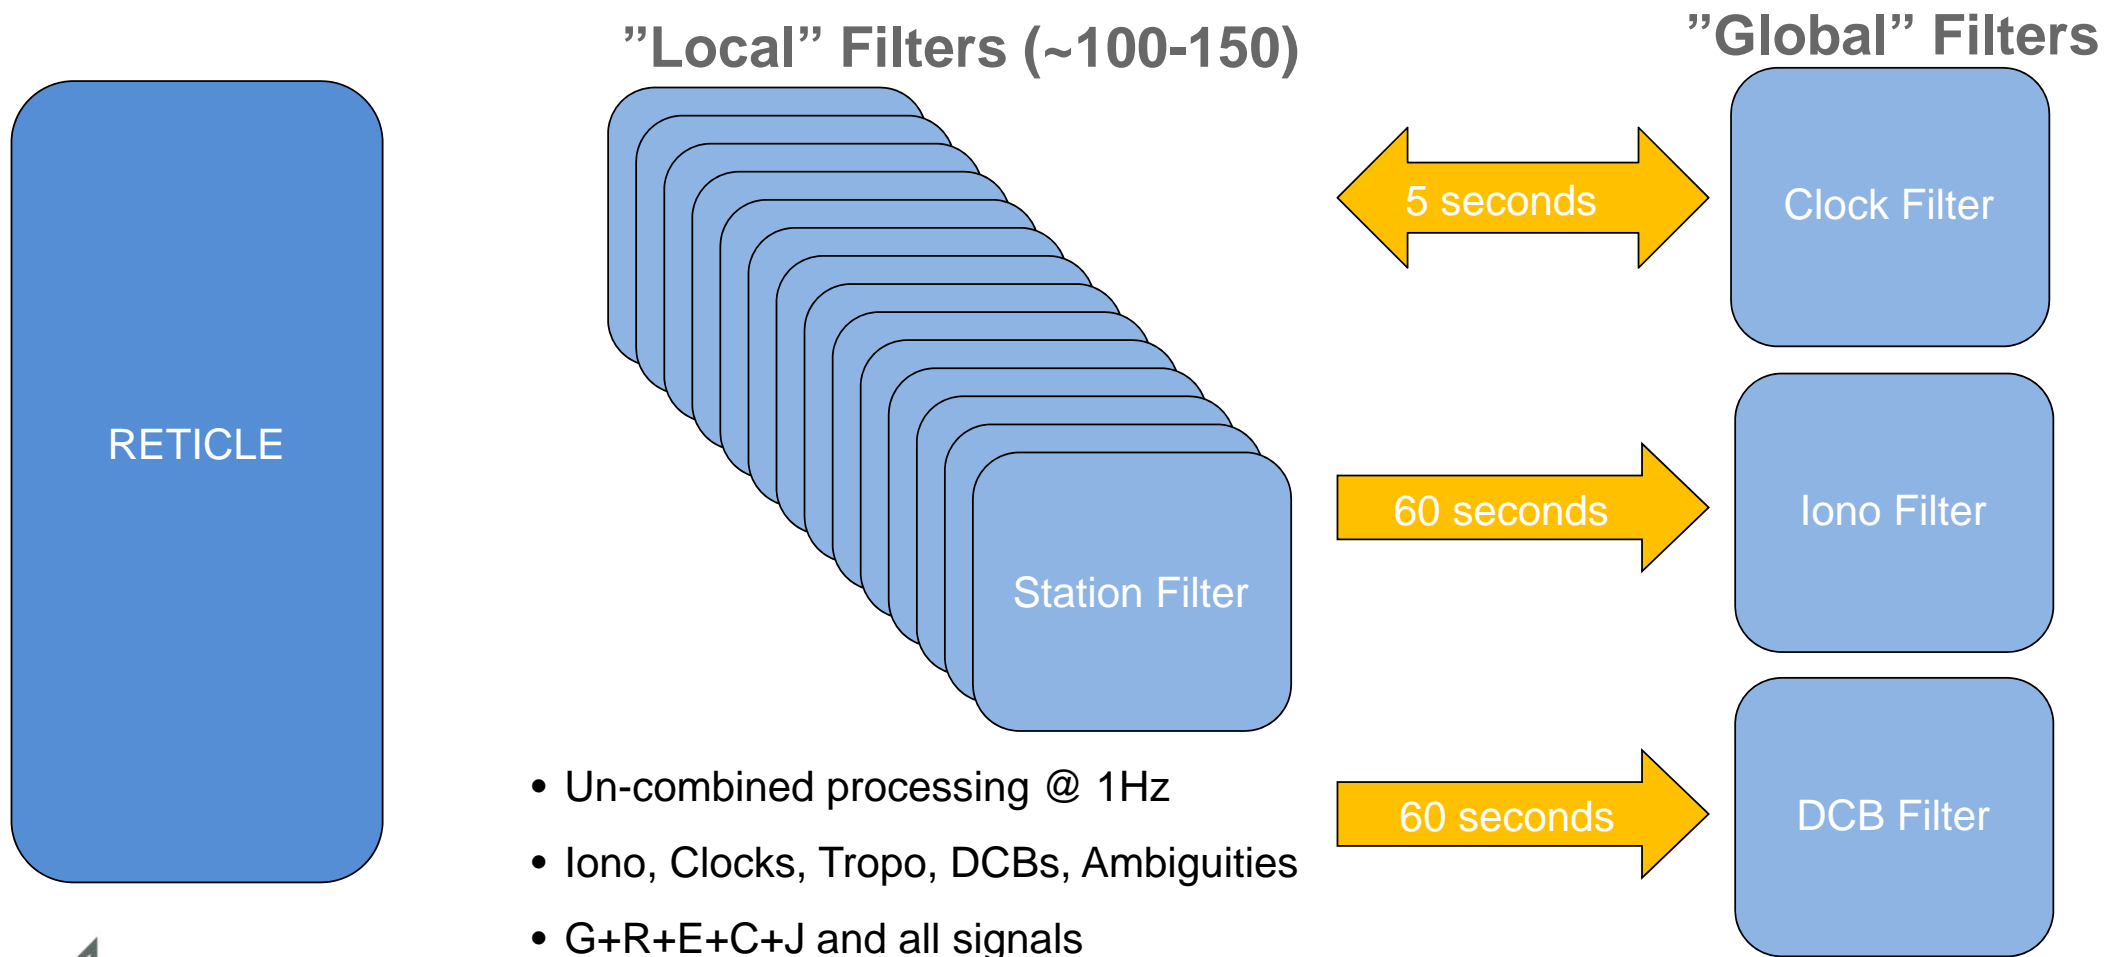 ”Local” Filters (~100-150)
”Global” Filters
RETICLE
Station Filter
5 seconds
Clock Filter
60 seconds
Iono Filter
60 seconds
DCB Filter
• Un-combined processing @ 1Hz
• Iono, Clocks, Tropo, DCBs, Ambiguities
• G+R+E+C+J and all signals